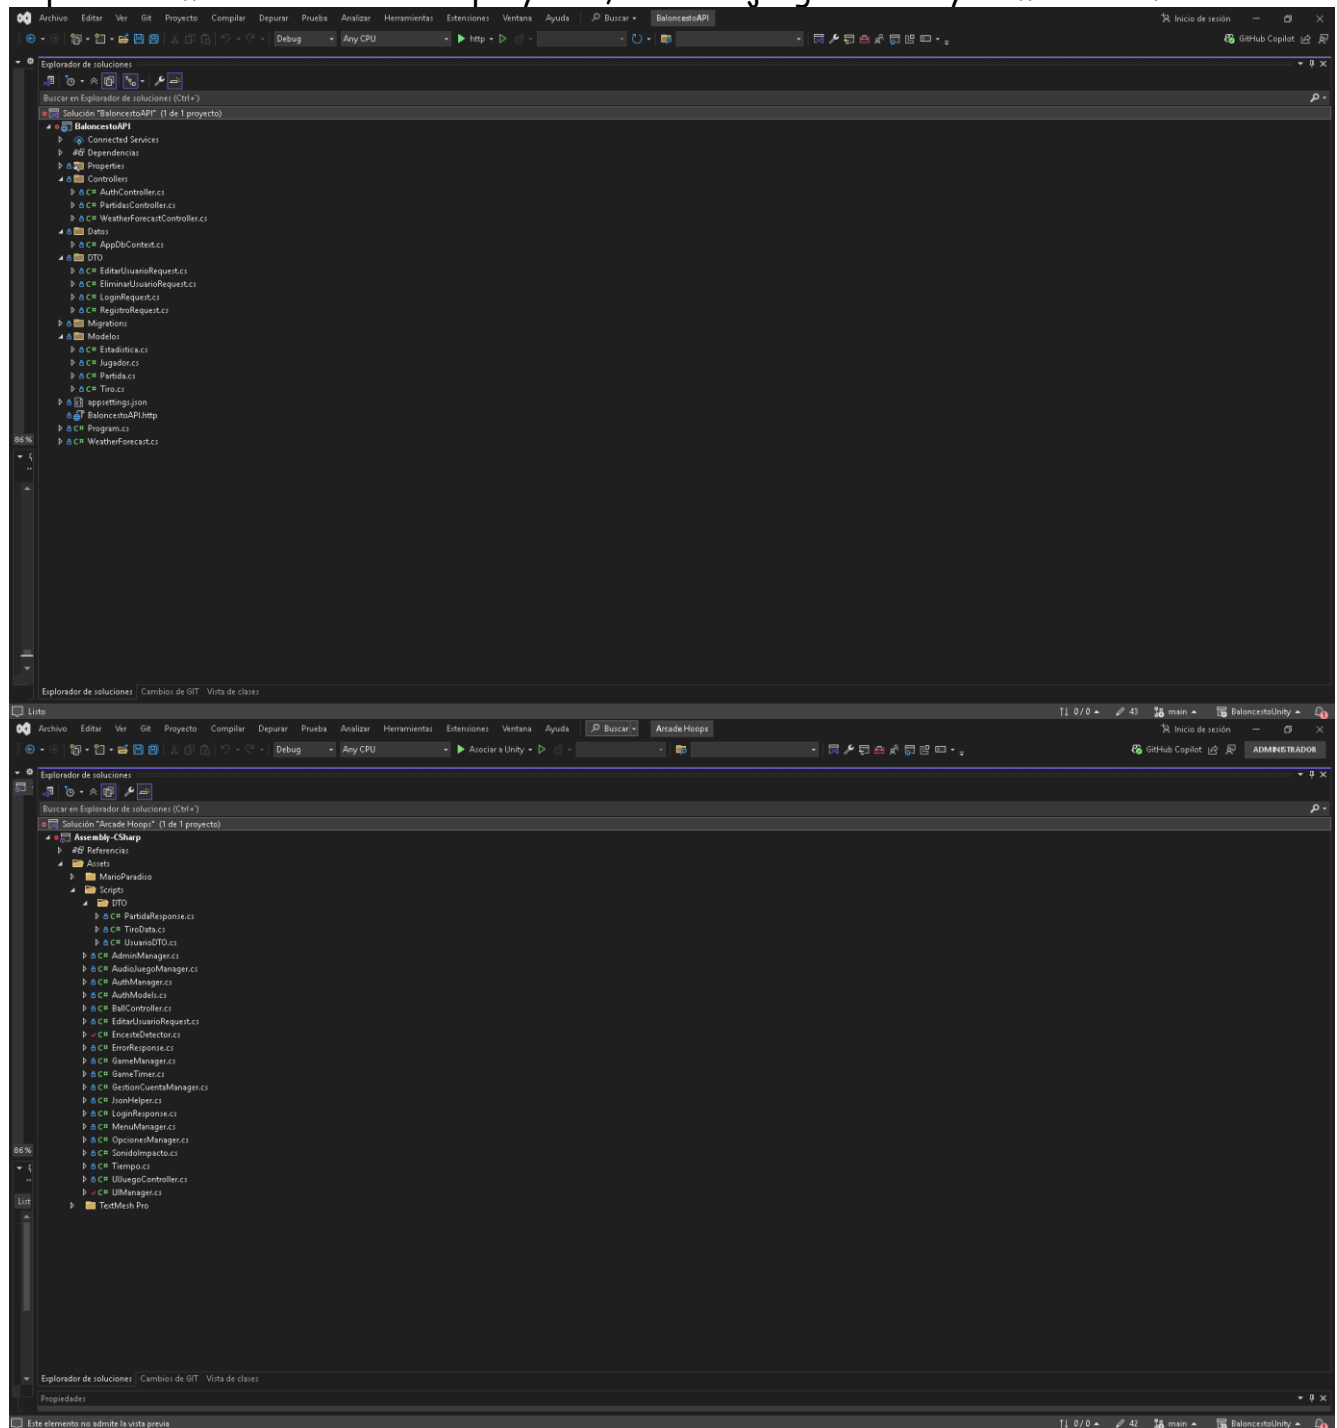 Archivo Editar Ver Git Proyecto Compilar Depurar Prueba Analizar Herramientas Extensiones Ventana Ayuda Buscar BaloncestoAPI Inicio de sesión
Debug Any CPU http GitHub Copilot
Explorador de soluciones
Buscar en Explorador de soluciones (Ctrl+')
Solución "BaloncestoAPI" (1 de 1 proyecto)
BaloncestoAPI
Connected Services
Dependencias
Properties
Controllers
C# AuthController.cs
C# PartidasController.cs
C# WeatherForecastController.cs
Datos
C# AppDbContext.cs
DTO
C# EditarUsuarioRequest.cs
C# EliminarUsuarioRequest.cs
C# LoginRequest.cs
C# RegistroRequest.cs
Migrations
Modelos
C# Estadistica.cs
C# Jugador.cs
C# Partida.cs
C# Tiro.cs
appsettings.json
BaloncestoAPI.http
C# Program.cs
86%
C# WeatherForecast.cs
Explorador de soluciones Cambios de GIT Vista de clases
Listo 0/0 43 main BaloncestoUnity
Archivo Editar Ver Git Proyecto Compilar Depurar Prueba Analizar Herramientas Extensiones Ventana Ayuda Buscar Arcade Hoops Inicio de sesión
Debug Any CPU Asociar a Unity GitHub Copilot ADMINISTRADOR
Explorador de soluciones
Buscar en Explorador de soluciones (Ctrl+')
Solución "Arcade Hoops" (1 de 1 proyecto)
Assembly-CSharp
Referencias
Assets
MarioParadiso
Scripts
DTO
C# PartidaResponse.cs
C# TiroData.cs
C# UsuarioDTO.cs
C# AdminManager.cs
C# AudioJuegoManager.cs
C# AuthManager.cs
C# AuthModels.cs
C# BallController.cs
C# EditarUsuarioRequest.cs
C# EncesteDetector.cs
C# ErrorResponse.cs
C# GameManager.cs
C# GameTimer.cs
C# GestionCuentaManager.cs
C# JsonHelper.cs
C# LoginResponse.cs
C# MenuManager.cs
C# OpcionesManager.cs
86%
C# SonidoImpacto.cs
C# Tiempo.cs
C# UIJuegoController.cs
C# UIManager.cs
List
TextMesh Pro
Explorador de soluciones Cambios de GIT Vista de clases
Propiedades
Este elemento no admite la vista previa 0/0 42 main BaloncestoUnity